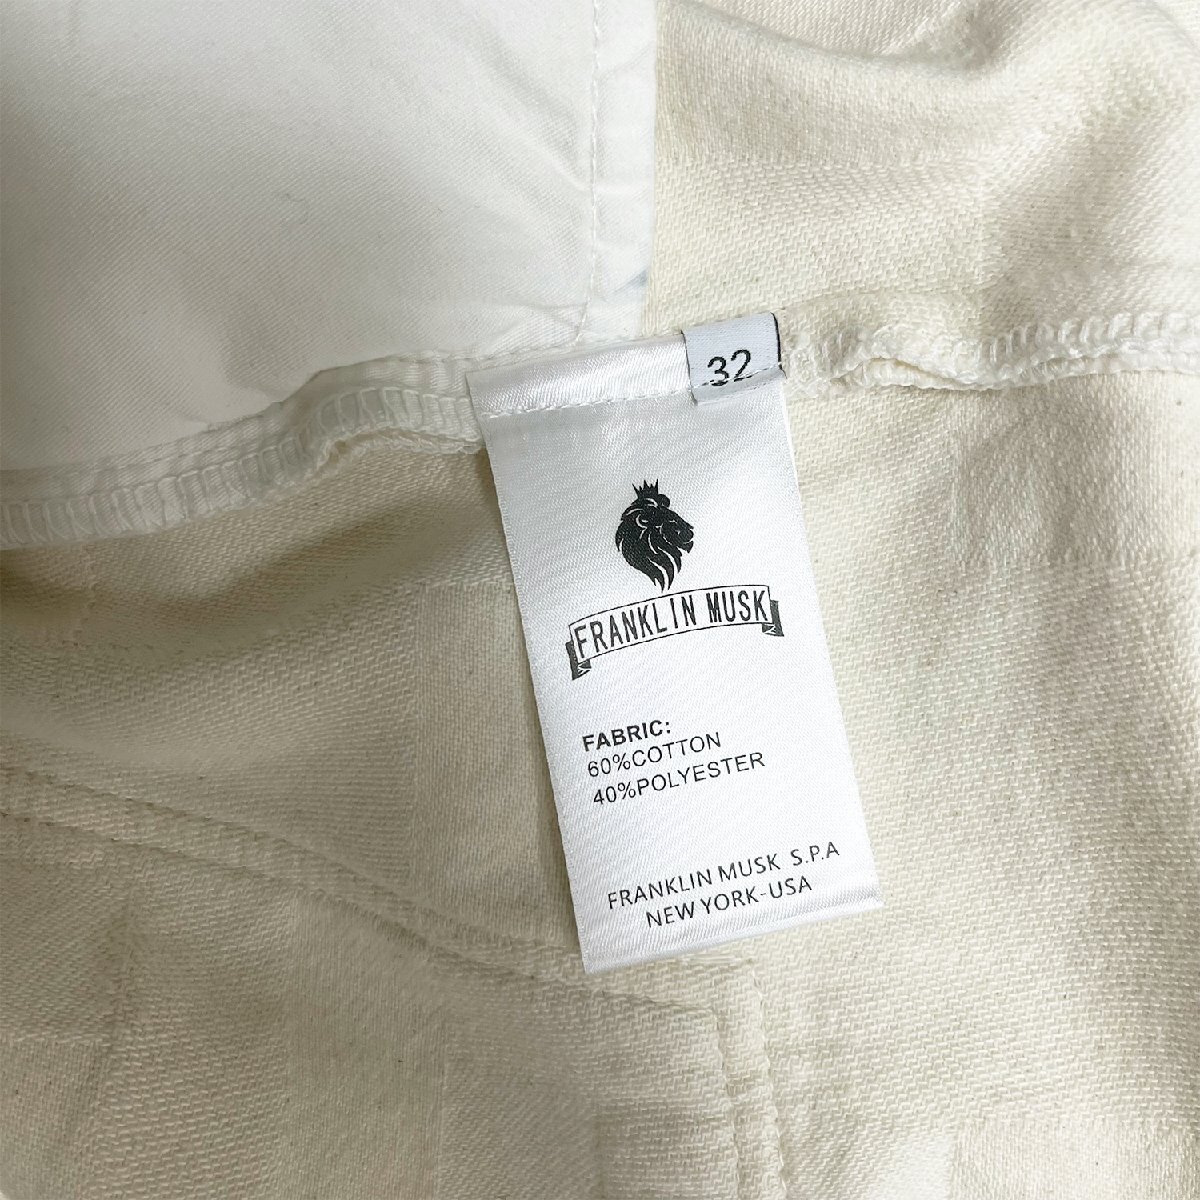 32
FRANKLIN MUSK
FABRIC:
60%COTTON
40%POLYESTER
FRANKLIN MUSK S.P.A
NEW YORK-USA